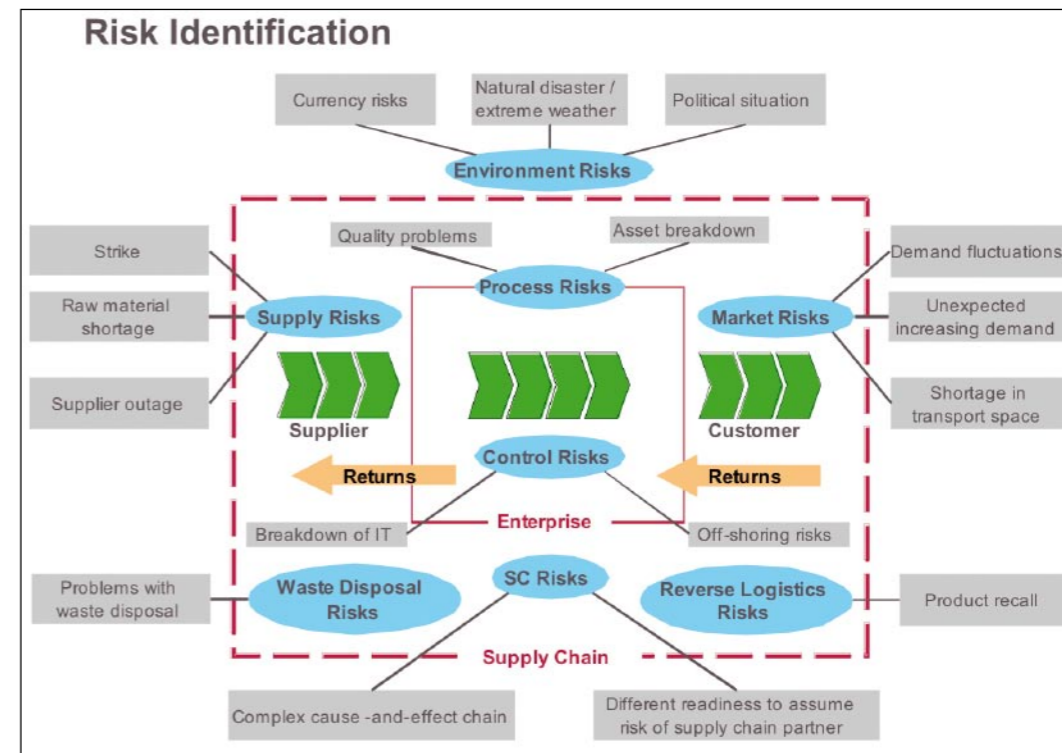 Risk Identification
Currency risks
Natural disaster /
extreme weather
Political situation
Environment Risks
Strike
Quality problems
Asset breakdown
Demand fluctuations
Process Risks
Raw material
shortage
Supply Risks
Market Risks
Unexpected
increasing demand
Supplier outage
Shortage in
transport space
Supplier
Customer
Control Risks
Returns
Returns
Enterprise
Breakdown of IT
Off-shoring risks
Problems with
waste disposal
Waste Disposal
Risks
SC Risks
Reverse Logistics
Risks
Product recall
Supply Chain
Complex cause -and-effect chain
Different readiness to assume
risk of supply chain partner